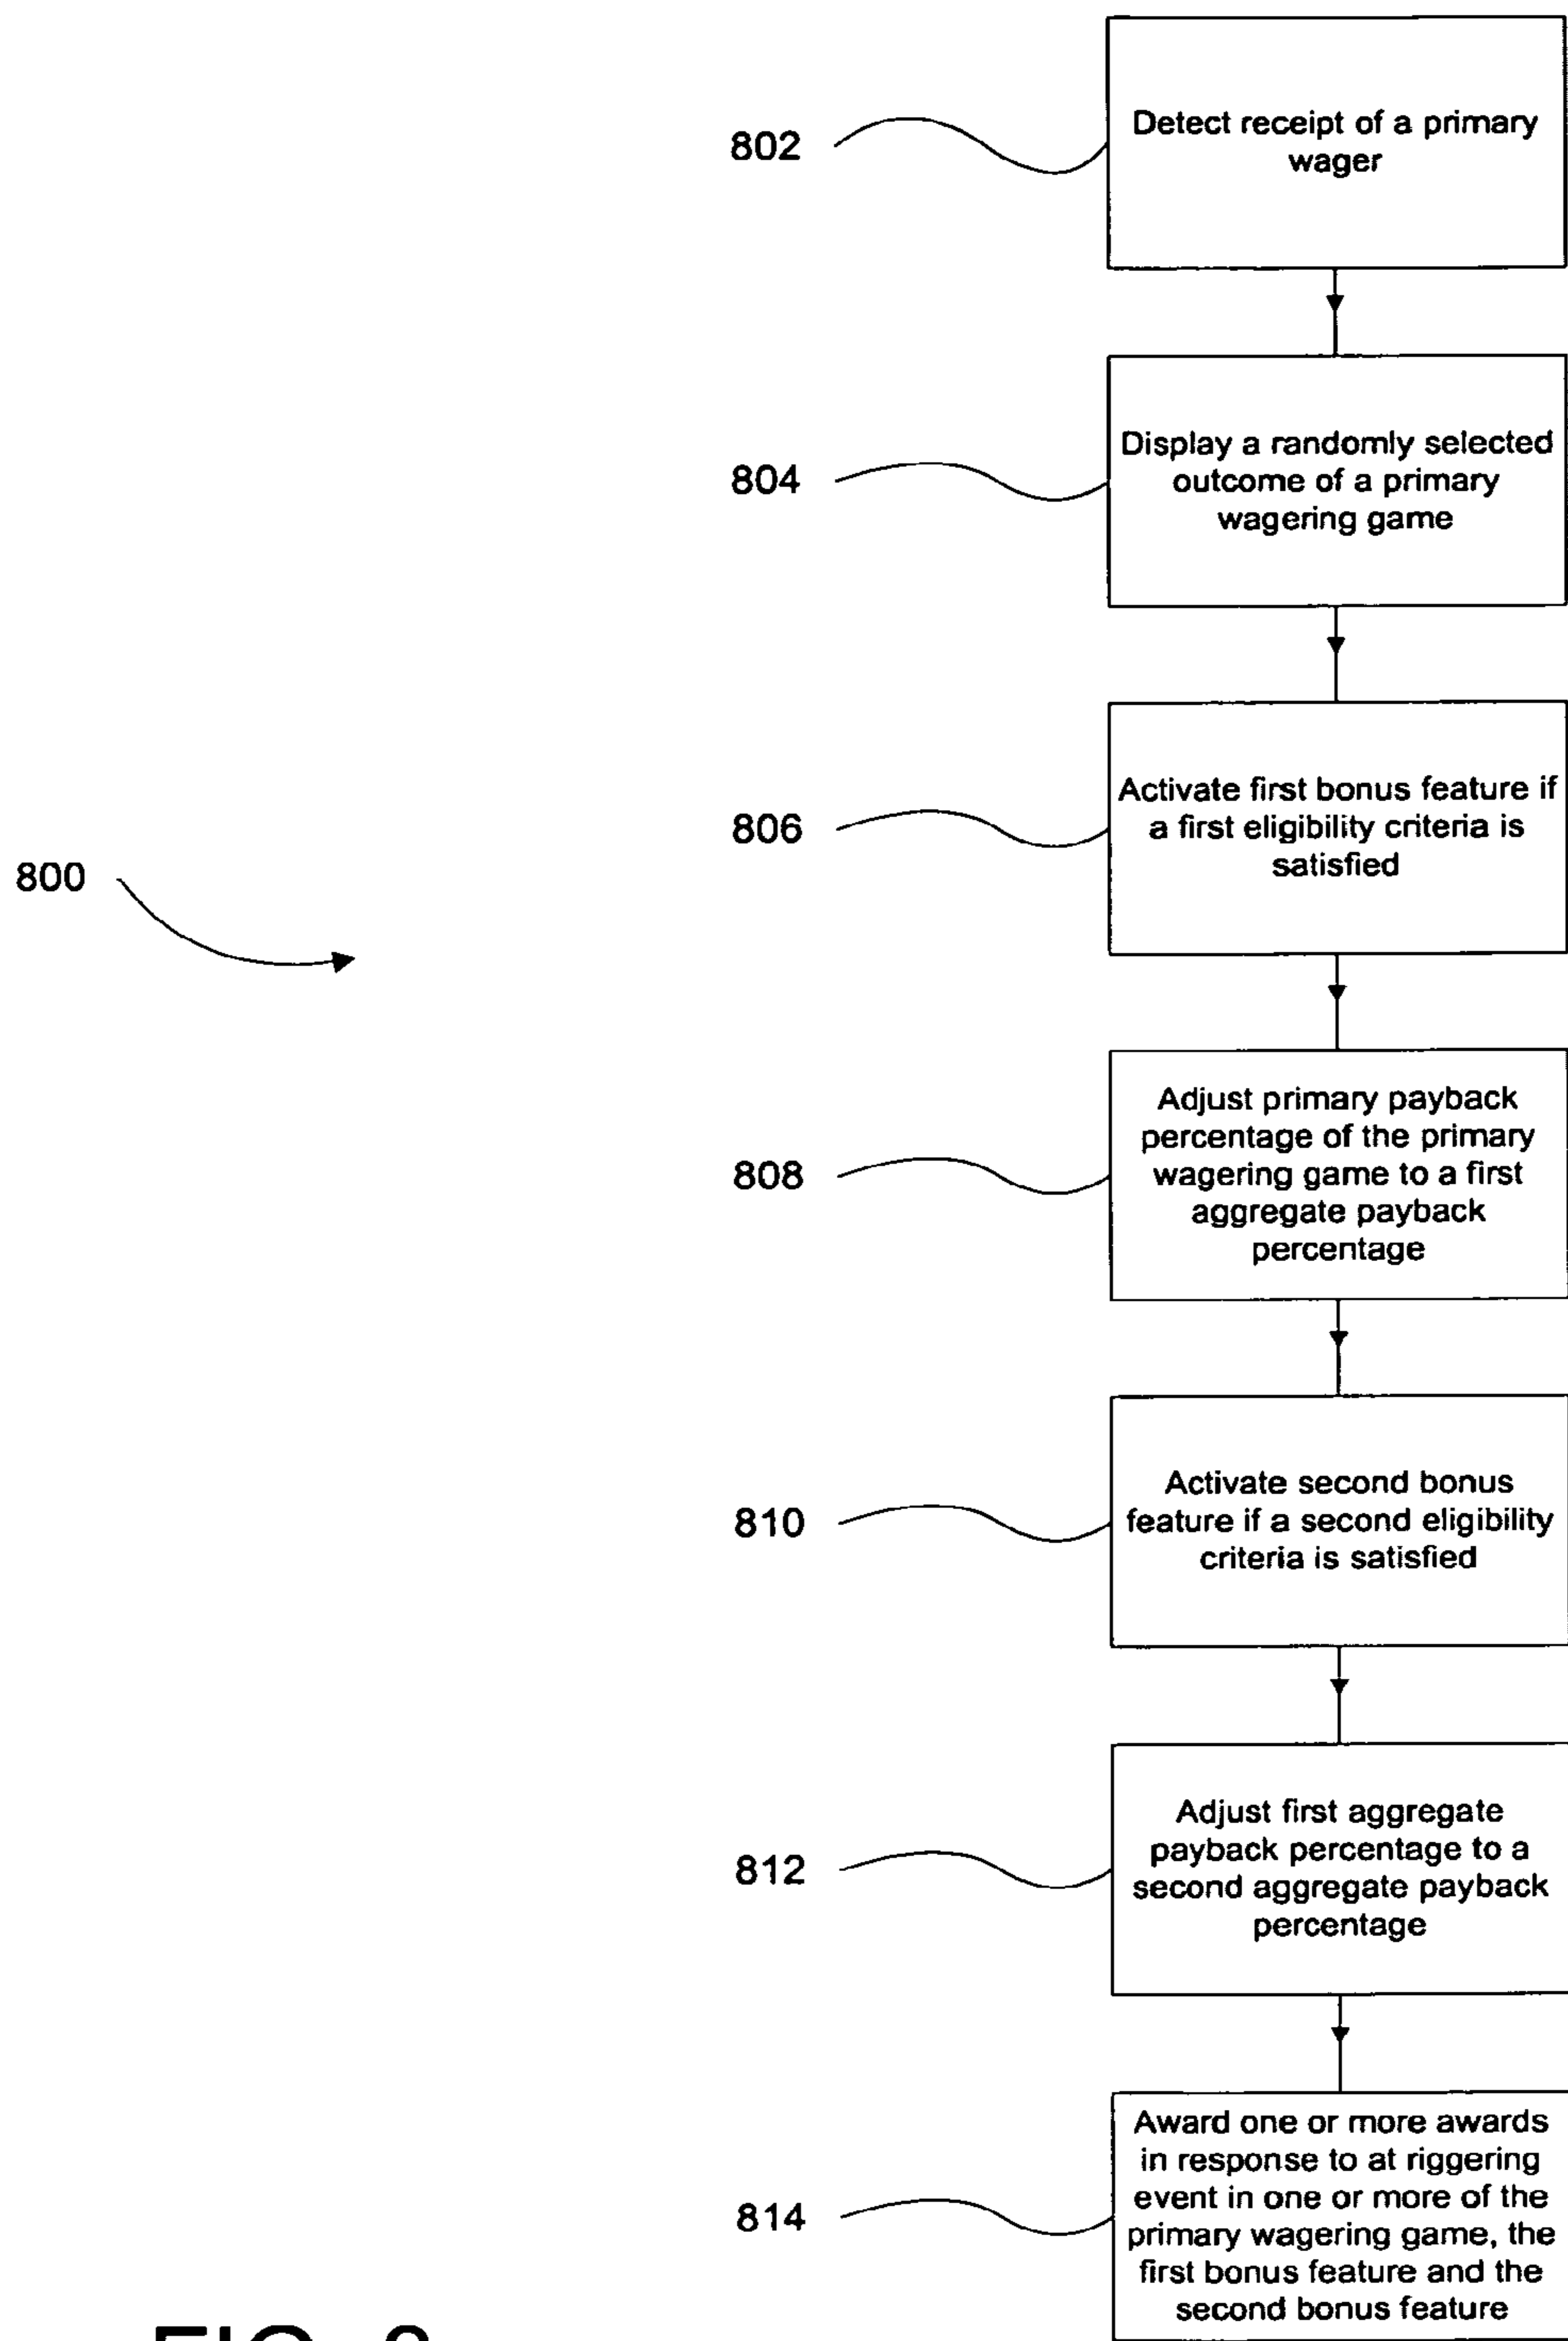 802
Detect receipt of a primary
wager
804
Display a randomly selected
outcome of a primary
wagering game
806
Activate first bonus feature if
a first eligibility criteria is
satisfied
800
808
Adjust primary payback
percentage of the primary
wagering game to a first
aggregate payback
percentage
810
Activate second bonus
feature if a second eligibility
criteria is satisfied
812
Adjust first aggregate
payback percentage to a
second aggregate payback
percentage
814
Award one or more awards
in response to at riggering
event in one or more of the
primary wagering game, the
first bonus feature and the
second bonus feature
FIG.